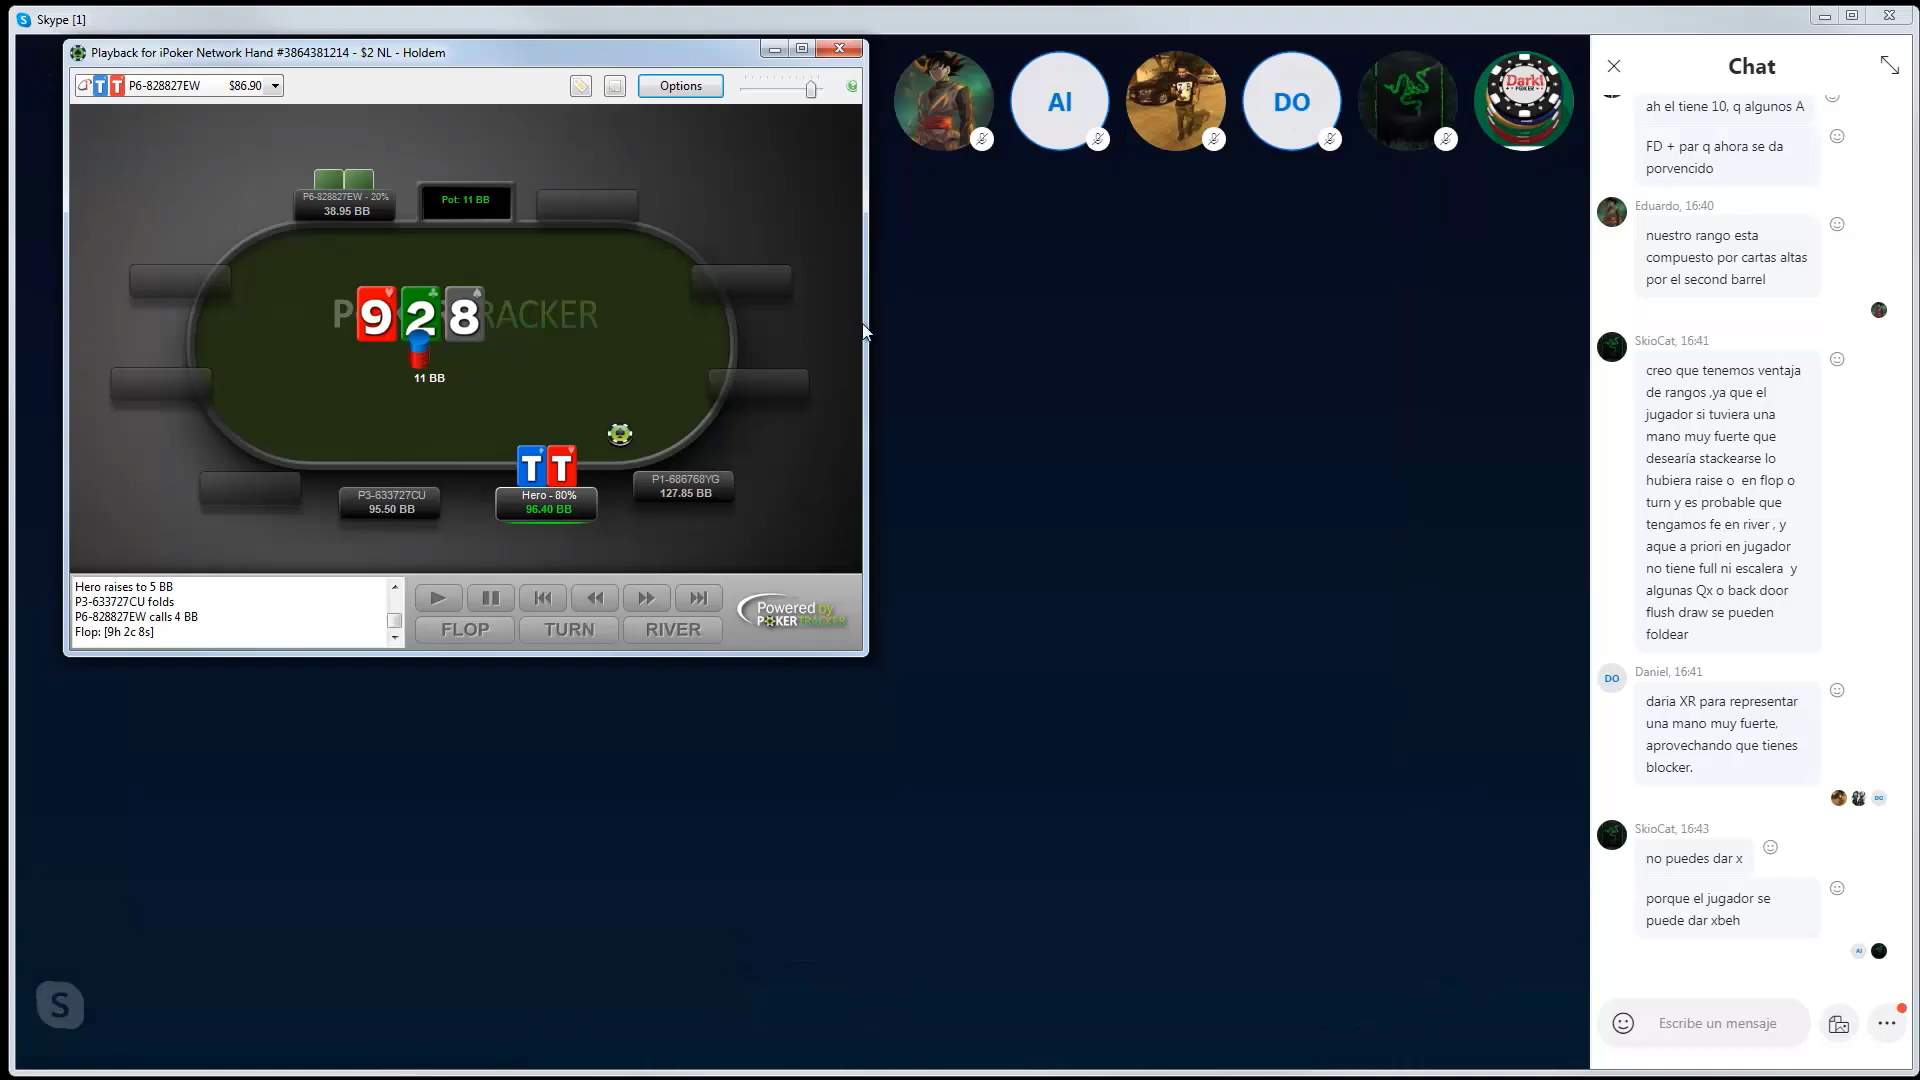 Skype [1]
Playback for iPoker Network Hand #3864381214 - $2 NL - Holdem
T T P6-828827EW $86.90
Options
P6-828827EW - 20%
38.95 BB
Pot: 11 BB
9 2 8
11 BB
T T
P3-633727CU
95.50 BB
Hero - 80%
96.40 BB
P1-686768YG
127.85 BB
Hero raises to 5 BB
P3-633727CU folds
P6-828827EW calls 4 BB
Flop: [9h 2c 8s]
FLOP
TURN
RIVER
Powered by
POKERTRACKER
Al
DO
Darki
POKER
Chat
ah el tiene 10, q algunos A
FD + par q ahora se da
porvencido
Eduardo, 16:40
nuestro rango esta
compuesto por cartas altas
por el second barrel
SkioCat, 16:41
creo que tenemos ventaja
de rangos ,ya que el
jugador si tuviera una
mano muy fuerte que
desearía stackearse lo
hubiera raise o  en flop o
turn y es probable que
tengamos fe en river , y
aque a priori en jugador
no tiene full ni escalera  y
algunas Qx o back door
flush draw se pueden
foldear
DO
Daniel, 16:41
daria XR para representar
una mano muy fuerte,
aprovechando que tienes
blocker.
DO
SkioCat, 16:43
no puedes dar x
porque el jugador se
puede dar xbeh
Al
Escribe un mensaje